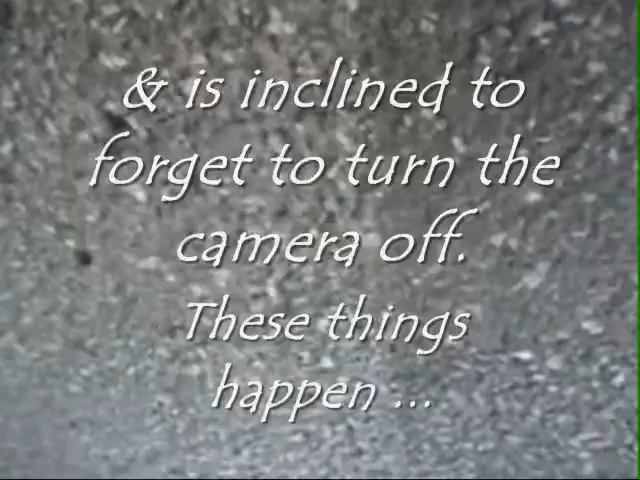 & is inclined to
forget to turn the
camera off.
These things
happen ...